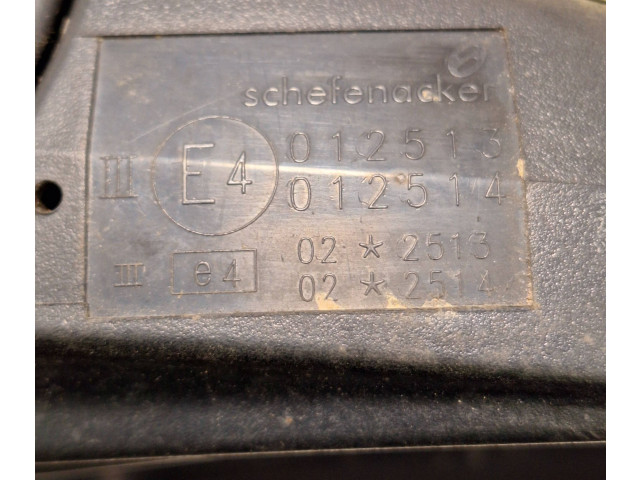 schefenacker
III E4 012513
012514
III e4 02 * 2513
02 * 2514